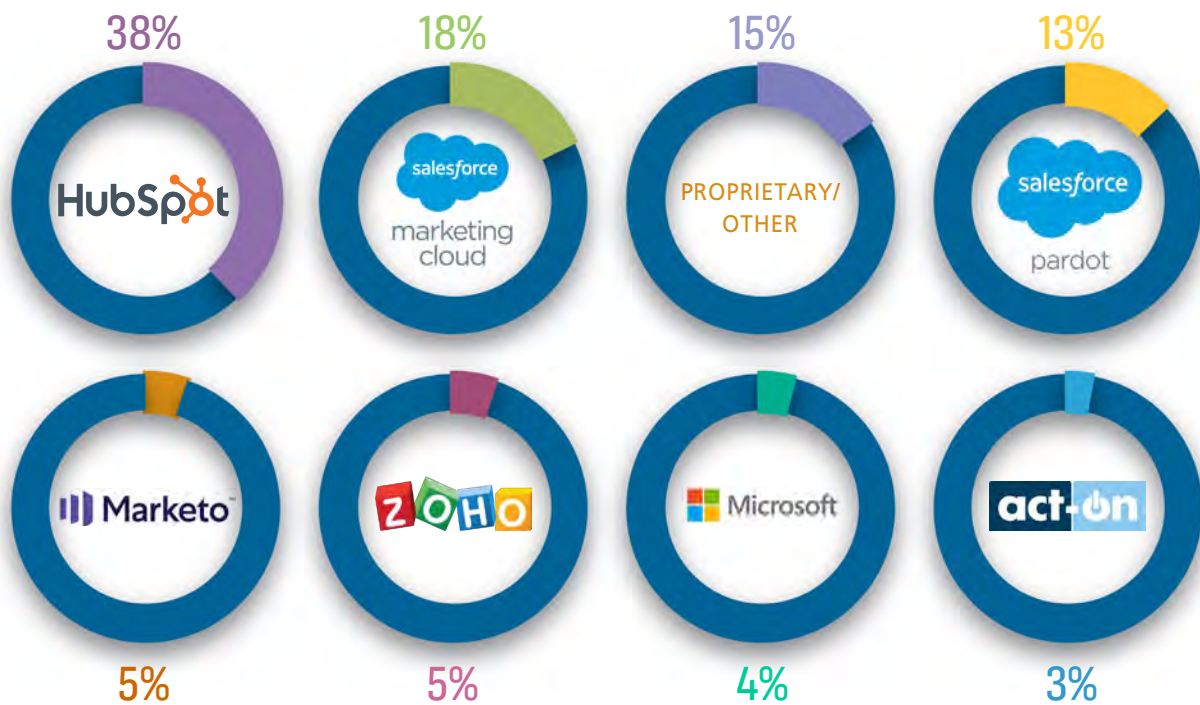 38%
18%
15%
13%
HubSpot
salesforce
marketing
cloud
PROPRIETARY/
OTHER
salesforce
pardot
Marketo™
ZOHO
Microsoft
act-on
5%
5%
4%
3%